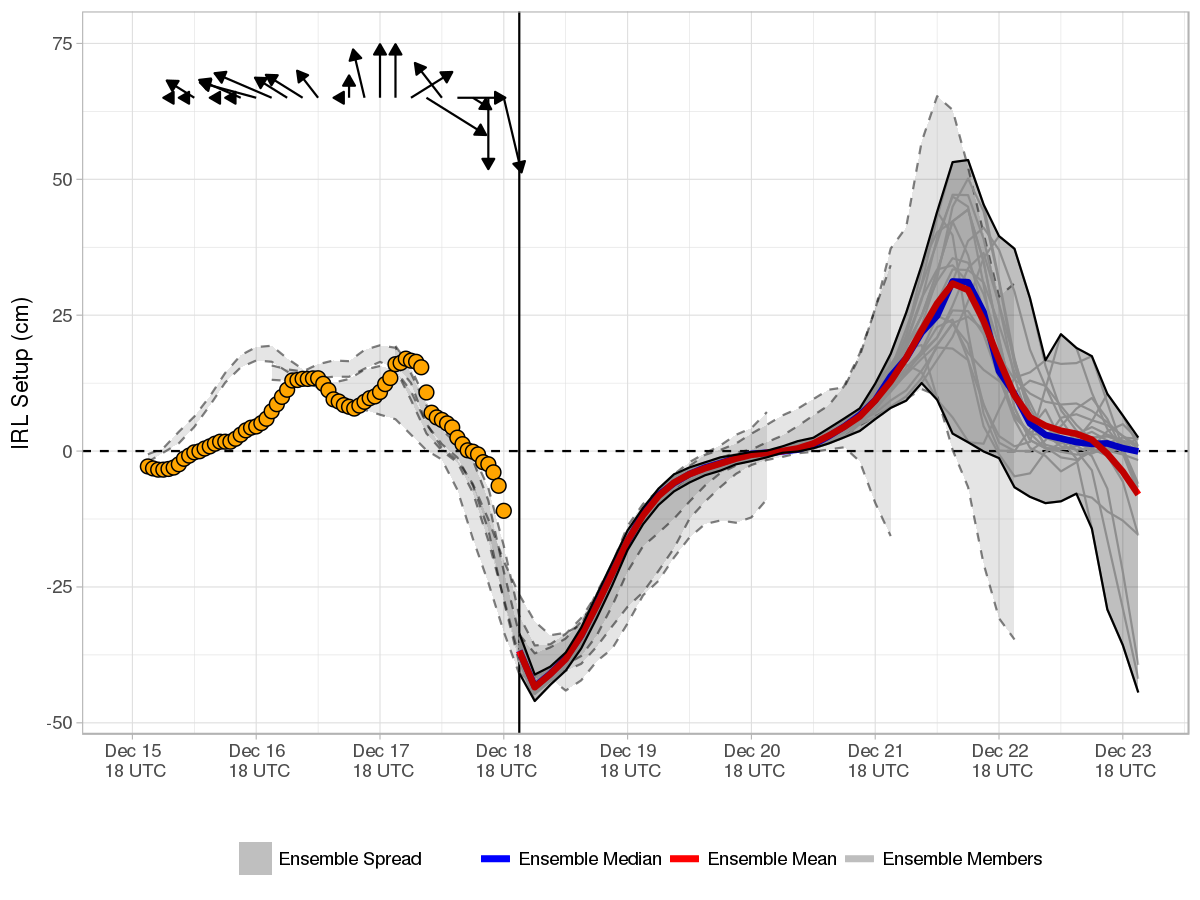 IRL Setup (cm)
75
50
25
0
-25
-50
Dec 15 Dec 16 Dec 17 Dec 18 Dec 19 Dec 20 Dec 21 Dec 22 Dec 23
18 UTC 18 UTC 18 UTC 18 UTC 18 UTC 18 UTC 18 UTC 18 UTC 18 UTC
Ensemble Spread Ensemble Median Ensemble Mean Ensemble Members